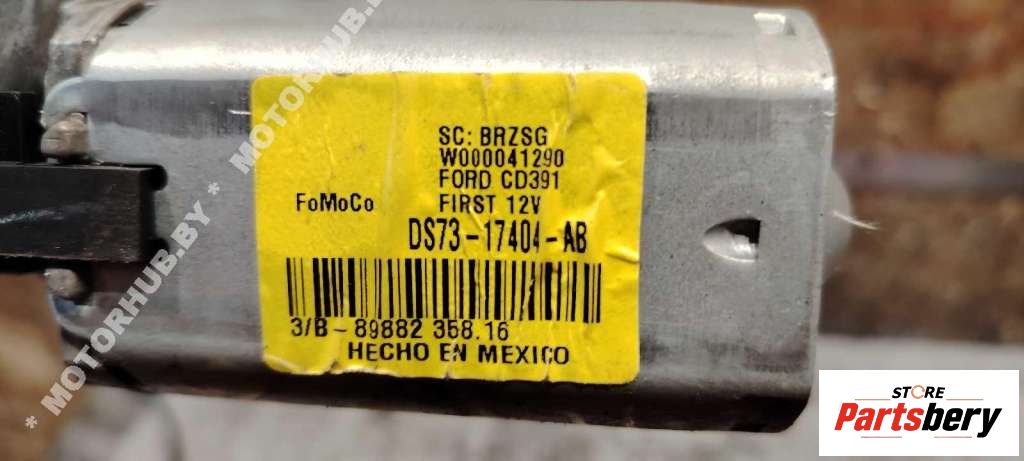 SC: BRZSG
W000041290
FORD CD391
FoMoCo FIRST 12V
DS73-17404-AB
3/B-89882 358.16
HECHO EN MEXICO
* MOTORHUB.BY * MOTORHUB.BY
STORE
Partsbery